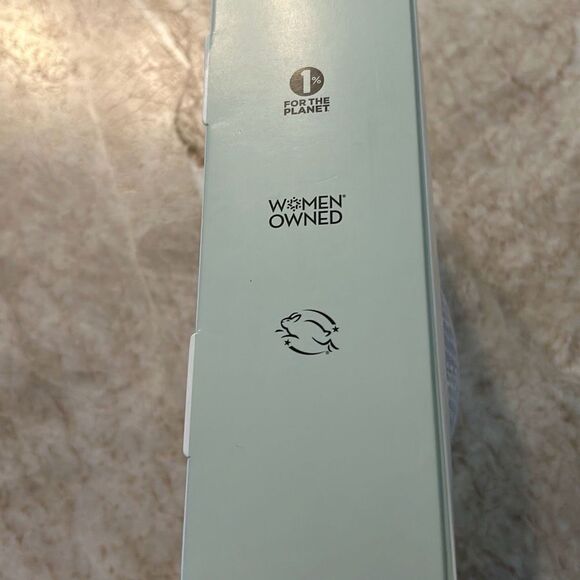 1%
FOR THE
PLANET
WOMEN®
OWNED